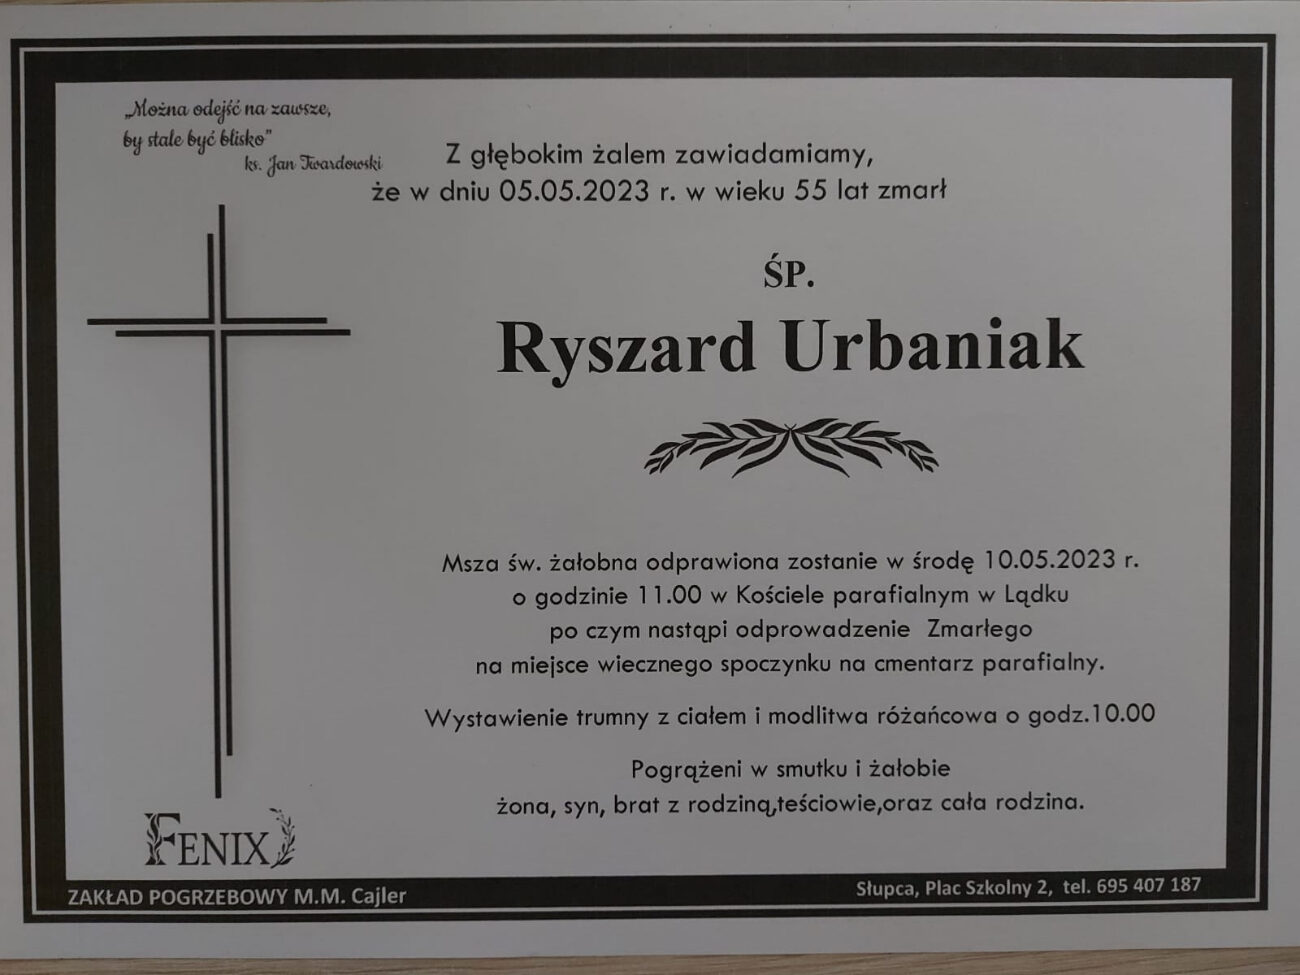 „Można odejść na zawsze,
by stale być blisko”
ks. Jan Twardowski
Z głębokim żalem zawiadamiamy,
że w dniu 05.05.2023 r. w wieku 55 lat zmarł
ŚP.
Ryszard Urbaniak
Msza św. żałobna odprawiona zostanie w środę 10.05.2023 r.
o godzinie 11.00 w Kościele parafialnym w Lądku
po czym nastąpi odprowadzenie Zmarłego
na miejsce wiecznego spoczynku na cmentarz parafialny.
Wystawienie trumny z ciałem i modlitwa różańcowa o godz.10.00
Pogrążeni w smutku i żałobie
żona, syn, brat z rodziną,teściowie,oraz cała rodzina.
FENIX
ZAKŁAD POGRZEBOWY M.M. Cajler
Słupca, Plac Szkolny 2, tel. 695 407 187